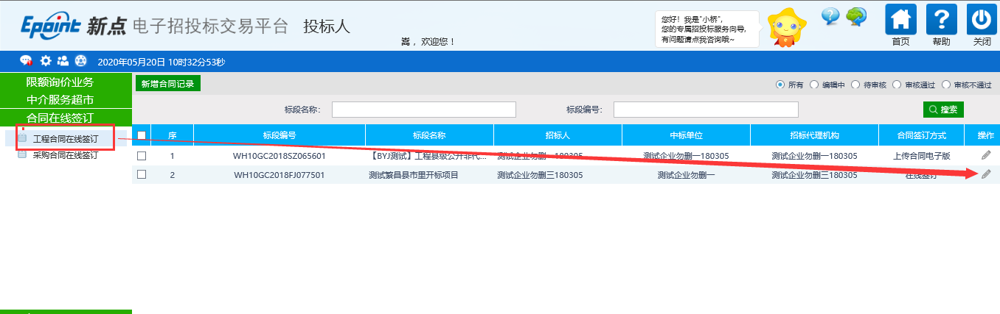 Epoint 新点 电子招投标交易平台 投标人
嵩 ，欢迎您！
您好！我是"小桥"，
您的专属招投标服务向导,
有问题请点我咨询哦~
首页 帮助 关闭
2020年05月20日 10时32分53秒
限额询价业务
中介服务超市
合同在线签订
工程合同在线签订
采购合同在线签订
新增合同记录
所有 编辑中 待审核 审核通过 审核不通过
标段名称： 标段编号： 搜索
序 标段编号 标段名称 招标人 中标单位 招标代理机构 合同签订方式 操作
1 WH10GC2018SZ065601 【BYJ测试】工程县级公开非代... 测试企业勿删一180305 测试企业勿删一180305 测试企业勿删一180305 上传合同电子版
2 WH10GC2018FJ077501 测试繁昌县市里开标项目 测试企业勿删三180305 测试企业勿删一 测试企业勿删三180305 在线签订